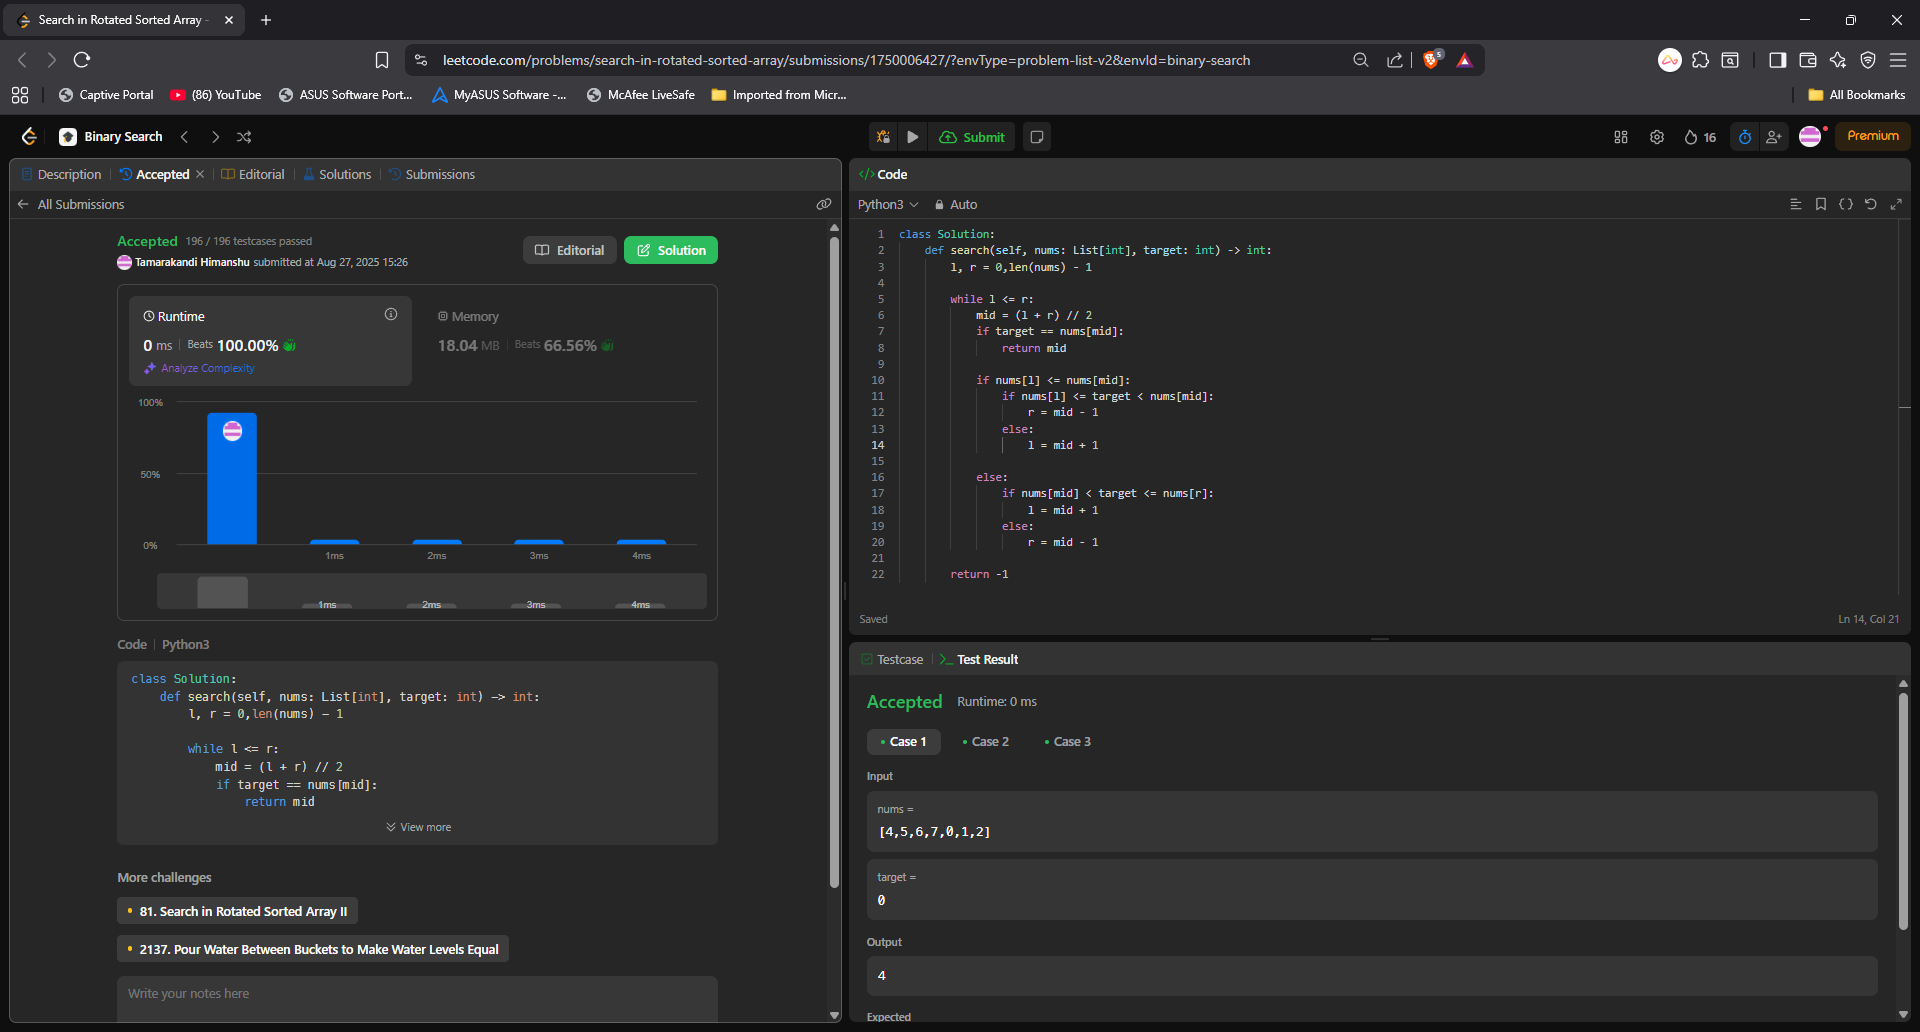 Search in Rotated Sorted Array -
leetcode.com/problems/search-in-rotated-sorted-array/submissions/1750006427/?envType=problem-list-v2&envId=binary-search
5
Captive Portal
(86) YouTube
ASUS Software Port...
MyASUS Software -...
McAfee LiveSafe
Imported from Micr...
All Bookmarks
Binary Search
Submit
16
Premium
Description
Accepted
Editorial
Solutions
Submissions
All Submissions
Accepted 196 / 196 testcases passed
Tamarakandi Himanshu submitted at Aug 27, 2025 15:26
Editorial
Solution
Runtime
0 ms Beats 100.00%
Analyze Complexity
Memory
18.04 MB Beats 66.56%
100%
50%
0%
1ms 2ms 3ms 4ms
1ms 2ms 3ms 4ms
Code | Python3
class Solution:
    def search(self, nums: List[int], target: int) -> int:
        l, r = 0,len(nums) - 1
        while l <= r:
            mid = (l + r) // 2
            if target == nums[mid]:
                return mid
View more
More challenges
81. Search in Rotated Sorted Array II
2137. Pour Water Between Buckets to Make Water Levels Equal
Write your notes here
</> Code
Python3
Auto
1 class Solution:
2     def search(self, nums: List[int], target: int) -> int:
3         l, r = 0,len(nums) - 1
4
5         while l <= r:
6             mid = (l + r) // 2
7             if target == nums[mid]:
8                 return mid
9
10             if nums[l] <= nums[mid]:
11                 if nums[l] <= target < nums[mid]:
12                     r = mid - 1
13                 else:
14                     l = mid + 1
15
16             else:
17                 if nums[mid] < target <= nums[r]:
18                     l = mid + 1
19                 else:
20                     r = mid - 1
21
22         return -1
Saved
Ln 14, Col 21
Testcase
Test Result
Accepted Runtime: 0 ms
Case 1
Case 2
Case 3
Input
nums =
[4,5,6,7,0,1,2]
target =
0
Output
4
Expected